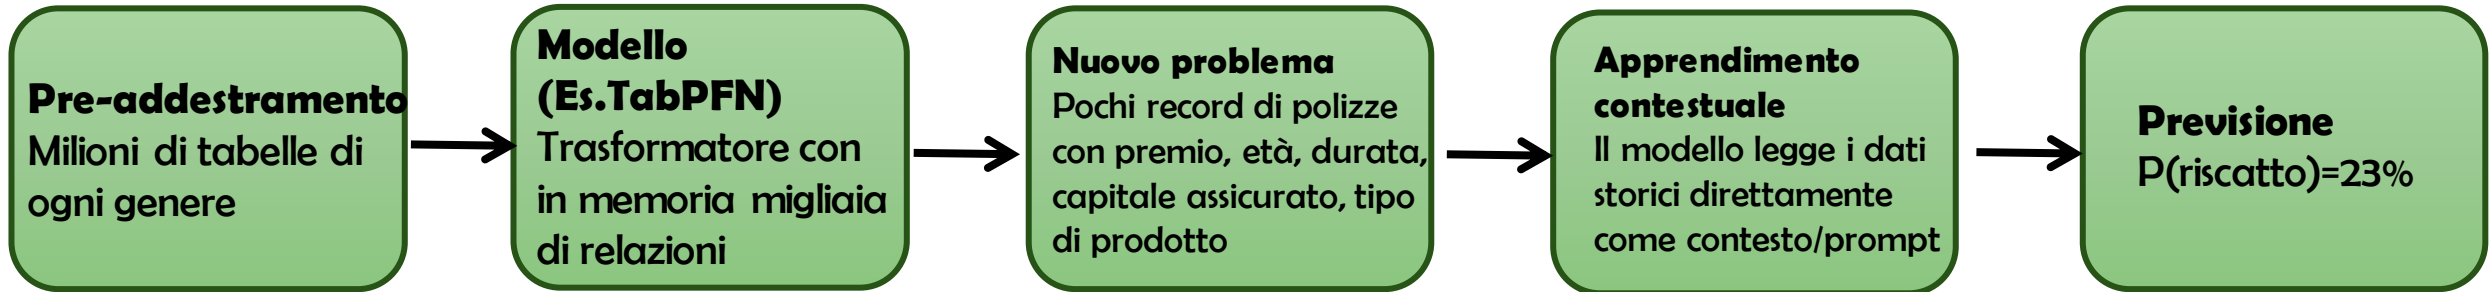 Pre-addestramento
Milioni di tabelle di
ogni genere
Modello
(Es.TabPFN)
Trasformatore con
in memoria migliaia
di relazioni
Nuovo problema
Pochi record di polizze
con premio, età, durata,
capitale assicurato, tipo
di prodotto
Apprendimento
contestuale
Il modello legge i dati
storici direttamente
come contesto/prompt
Previsione
P(riscatto)=23%